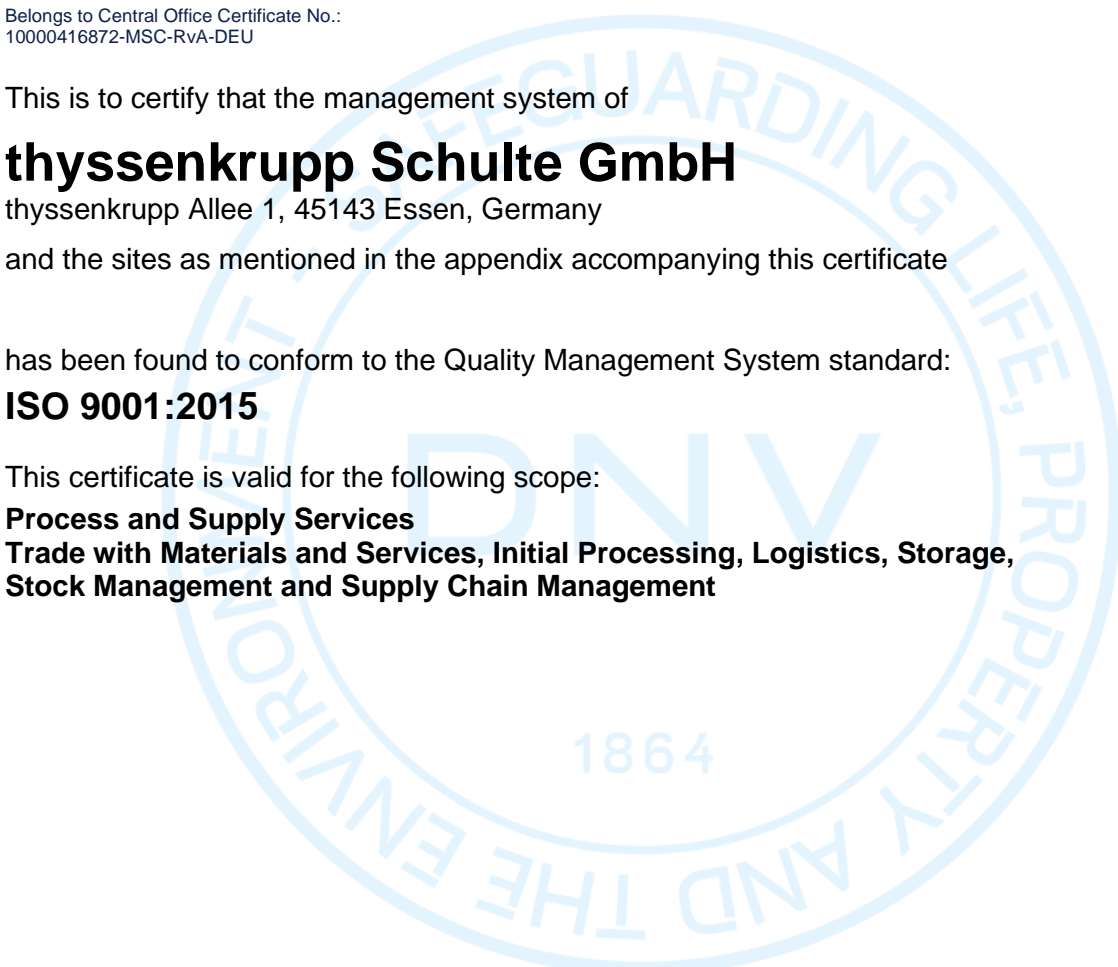 Belongs to Central Office Certificate No.:
10000416872-MSC-RvA-DEU
This is to certify that the management system of
thyssenkrupp Schulte GmbH
thyssenkrupp Allee 1, 45143 Essen, Germany
and the sites as mentioned in the appendix accompanying this certificate
has been found to conform to the Quality Management System standard:
ISO 9001:2015
This certificate is valid for the following scope:
Process and Supply Services
Trade with Materials and Services, Initial Processing, Logistics, Storage,
Stock Management and Supply Chain Management
SAFEGUARDING LIFE, PROPERTY AND THE ENVIRONMENT -
DNV
1864